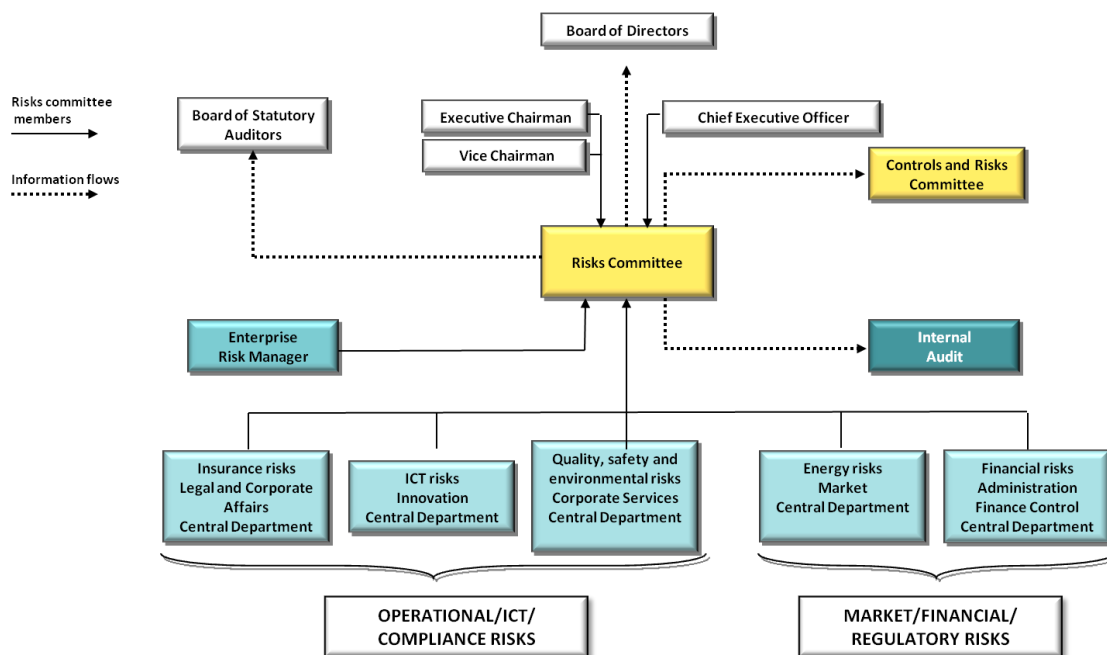 Board of Directors
Risks committee
members
Board of Statutory
Auditors
Executive Chairman
Chief Executive Officer
Vice Chairman
Information flows
Controls and Risks
Committee
Risks Committee
Enterprise
Risk Manager
Internal
Audit
Insurance risks
Legal and Corporate
Affairs
Central Department
ICT risks
Innovation
Central Department
Quality, safety and
environmental risks
Corporate Services
Central Department
Energy risks
Market
Central Department
Financial risks
Administration
Finance Control
Central Department
OPERATIONAL/ICT/
COMPLIANCE RISKS
MARKET/FINANCIAL/
REGULATORY RISKS